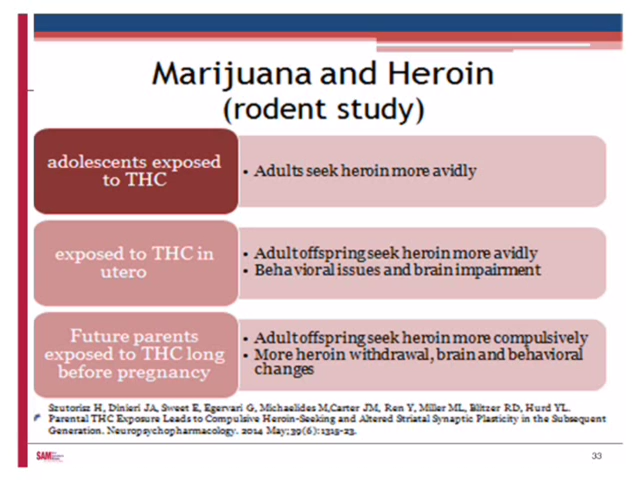 Marijuana and Heroin
(rodent study)
adolescents exposed
to THC
• Adults seek heroin more avidly
exposed to THC in
utero
• Adult offspring seek heroin more avidly
• Behavioral issues and brain impairment
Future parents
exposed to THC long
before pregnancy
• Adult offspring seek heroin more compulsively
• More heroin withdrawal, brain and behavioral
changes
Szutorisz H, Dinieri JA, Sweet E, Egervari G, Michaelides M,Carter JM, Ren Y, Miller ML, Blitzer RD, Hurd YL.
Parental THC Exposure Leads to Compulsive Heroin-Seeking and Altered Striatal Synaptic Plasticity in the Subsequent
Generation. Neuropsychopharmacology. 2014 May;39(6):1315-23.
SAM
33